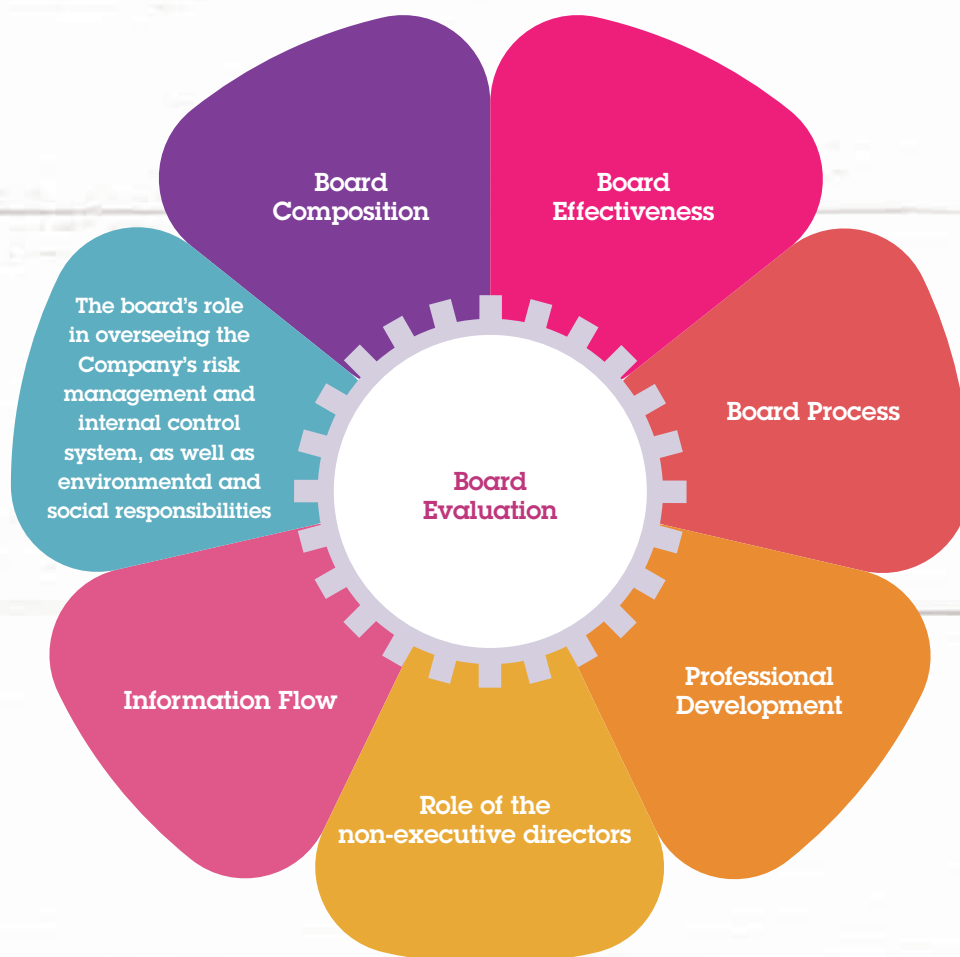 Board
Composition
Board
Effectiveness
The board's role
in overseeing the
Company's risk
management and
internal control
system, as well as
environmental and
social responsibilities
Board Process
Board
Evaluation
Information Flow
Professional
Development
Role of the
non-executive directors